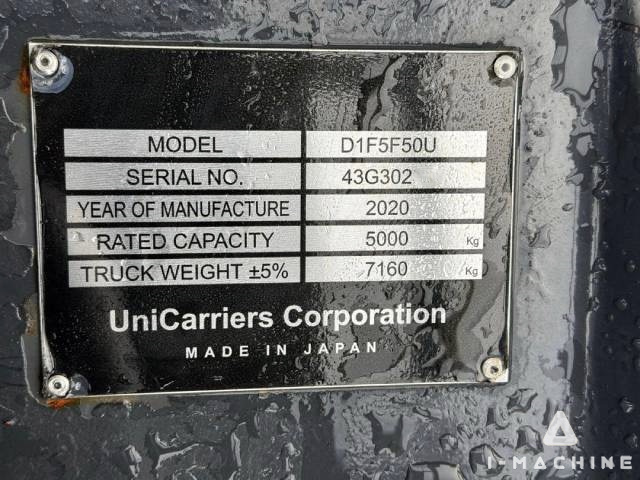 MODEL D1F5F50U
SERIAL NO. 43G302
YEAR OF MANUFACTURE 2020
RATED CAPACITY 5000 Kg
TRUCK WEIGHT ±5% 7160 Kg
UniCarriers Corporation
MADE IN JAPAN
I-MACHINE